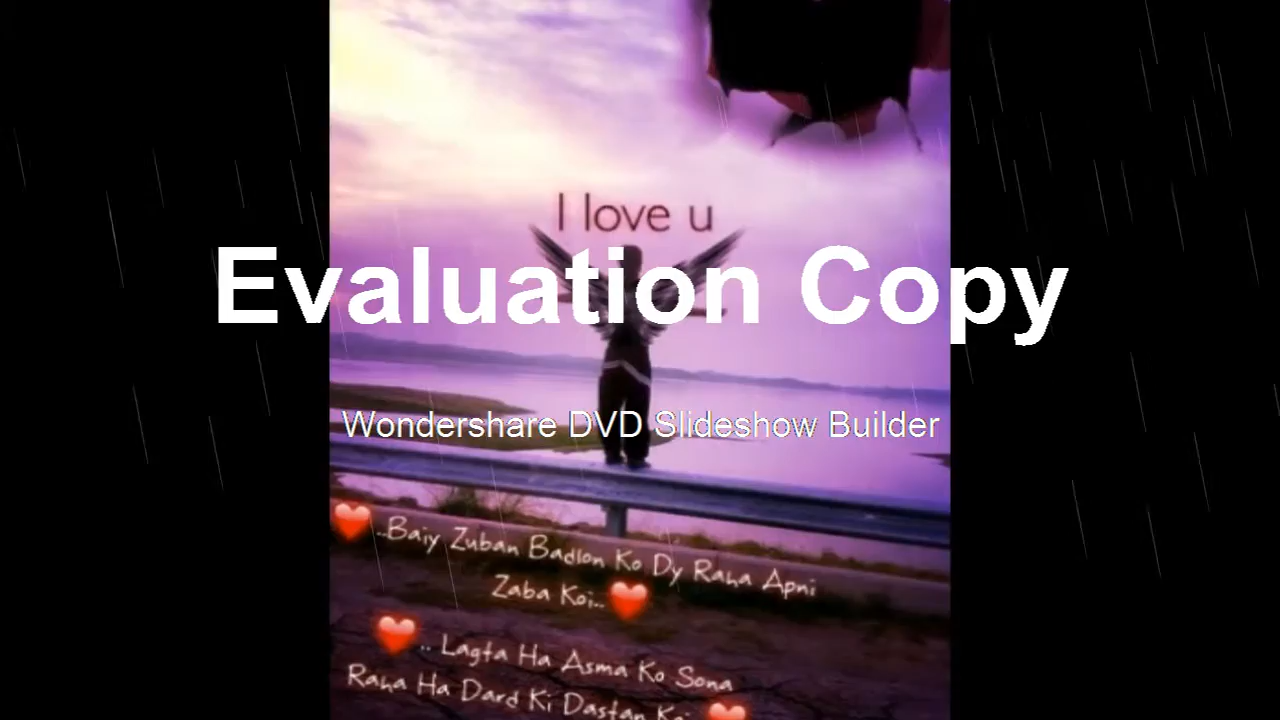 I love u
Evaluation Copy
Wondershare DVD Slideshow Builder
..Baiy Zuban Badlon Ko Dy Raha Apni
Zaba Koi..
.. Lagta Ha Asma Ko Sona
Raha Ha Dard Ki Dastan Koi